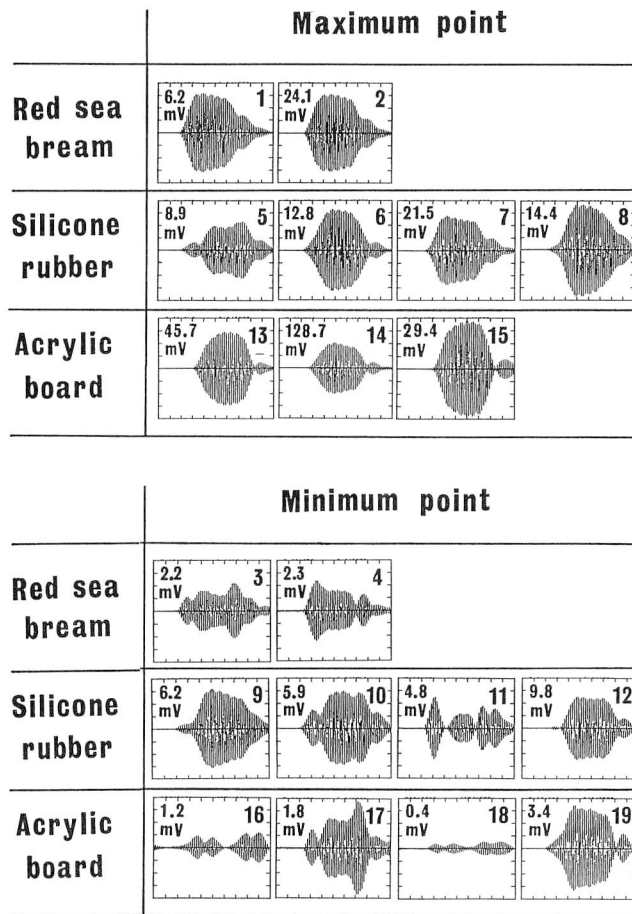 Maximum point
Red sea
bream
6.2
mV
1
24.1
mV
2
Silicone
rubber
8.9
mV
5
12.8
mV
6
21.5
mV
7
14.4
mV
8
Acrylic
board
45.7
mV
13
128.7
mV
14
29.4
mV
15
Minimum point
Red sea
bream
2.2
mV
3
2.3
mV
4
Silicone
rubber
6.2
mV
9
5.9
mV
10
4.8
mV
11
9.8
mV
12
Acrylic
board
1.2
mV
16
1.8
mV
17
0.4
mV
18
3.4
mV
19